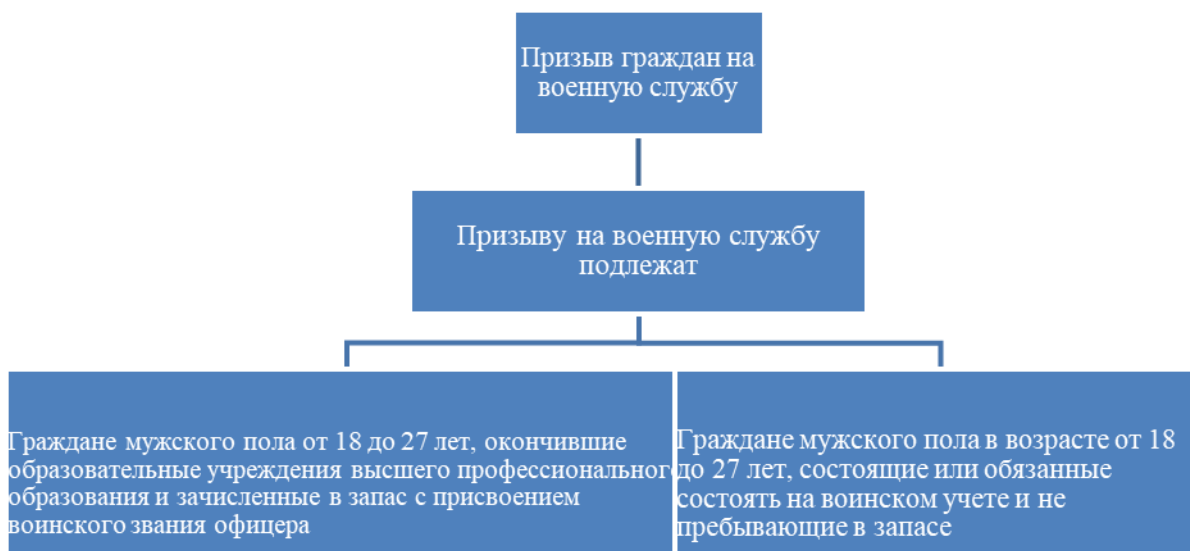 Призыв граждан на
военную службу
Призыву на военную службу
подлежат
Граждане мужского пола от 18 до 27 лет, окончившие
образовательные учреждения высшего профессионального
образования и зачисленные в запас с присвоением
воинского звания офицера
Граждане мужского пола в возрасте от 18
до 27 лет, состоящие или обязанные
состоять на воинском учете и не
пребывающие в запасе